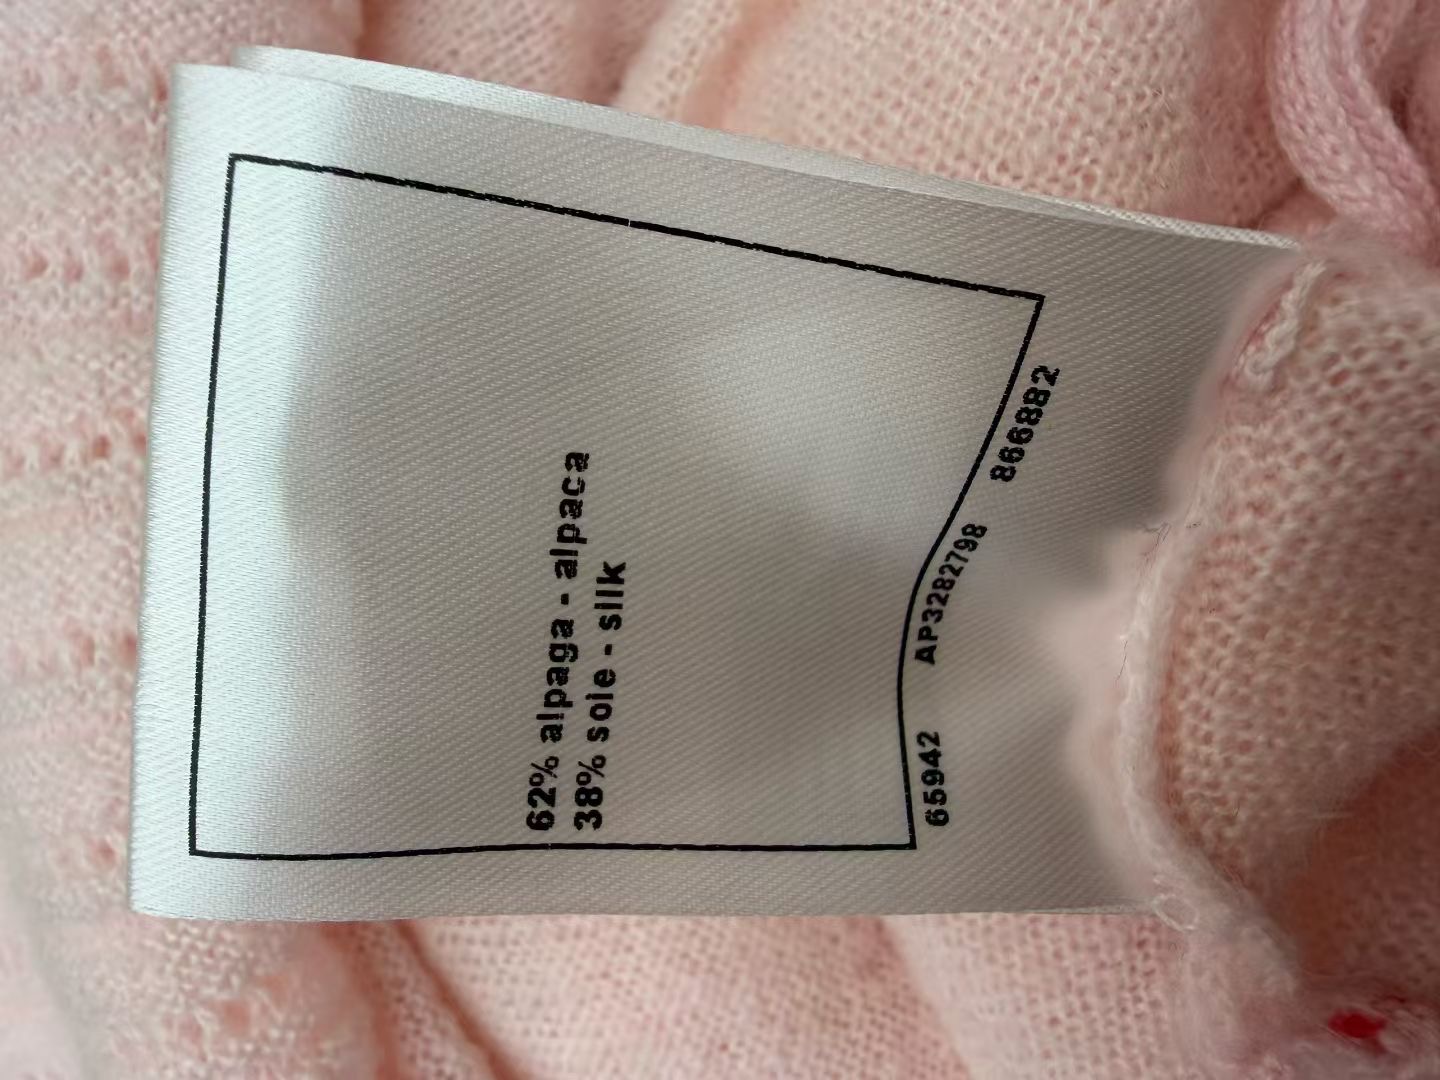 62% alpaga - alpaca
38% soie - silk
65942 AP3282798 866882